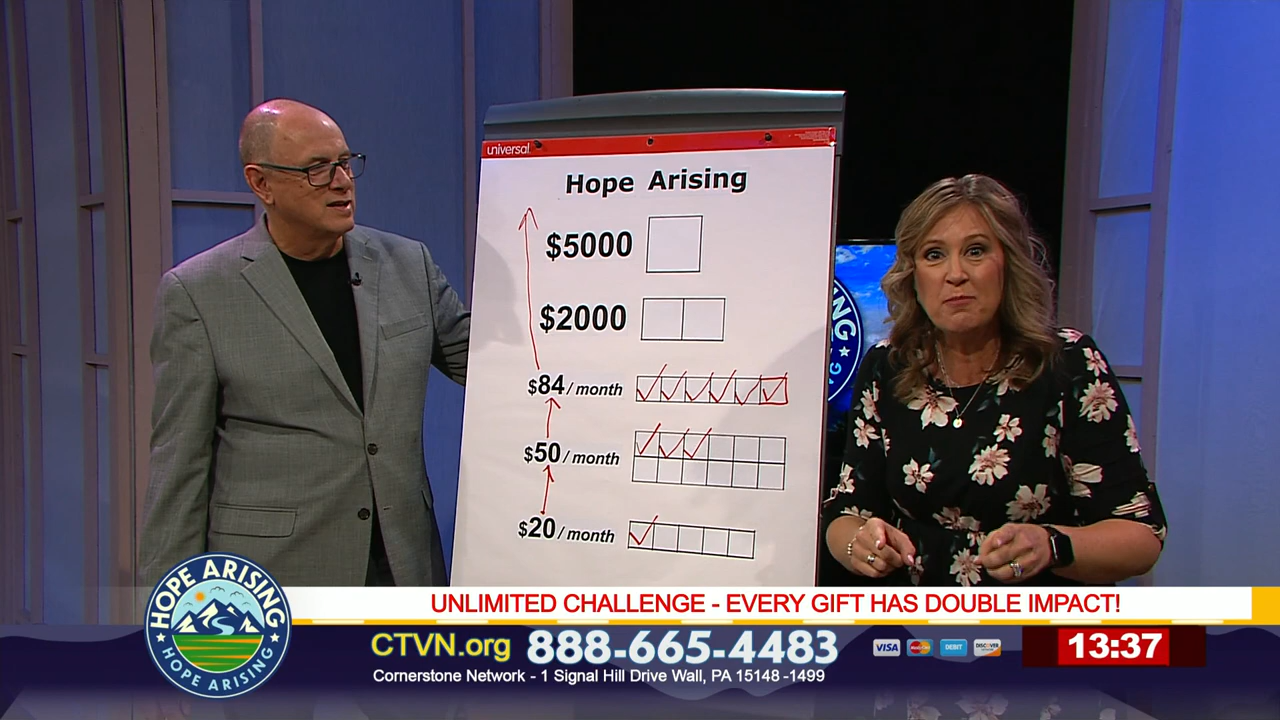 universal
Hope Arising
$5000
$2000
$84 / month
$50 / month
$20 / month
ING
ING
HOPE ARISING
HOPE ARISING
UNLIMITED CHALLENGE - EVERY GIFT HAS DOUBLE IMPACT!
CTVN.org 888-665-4483
VISA
DEBIT
DISCOVER
13:37
Cornerstone Network - 1 Signal Hill Drive Wall, PA 15148 -1499